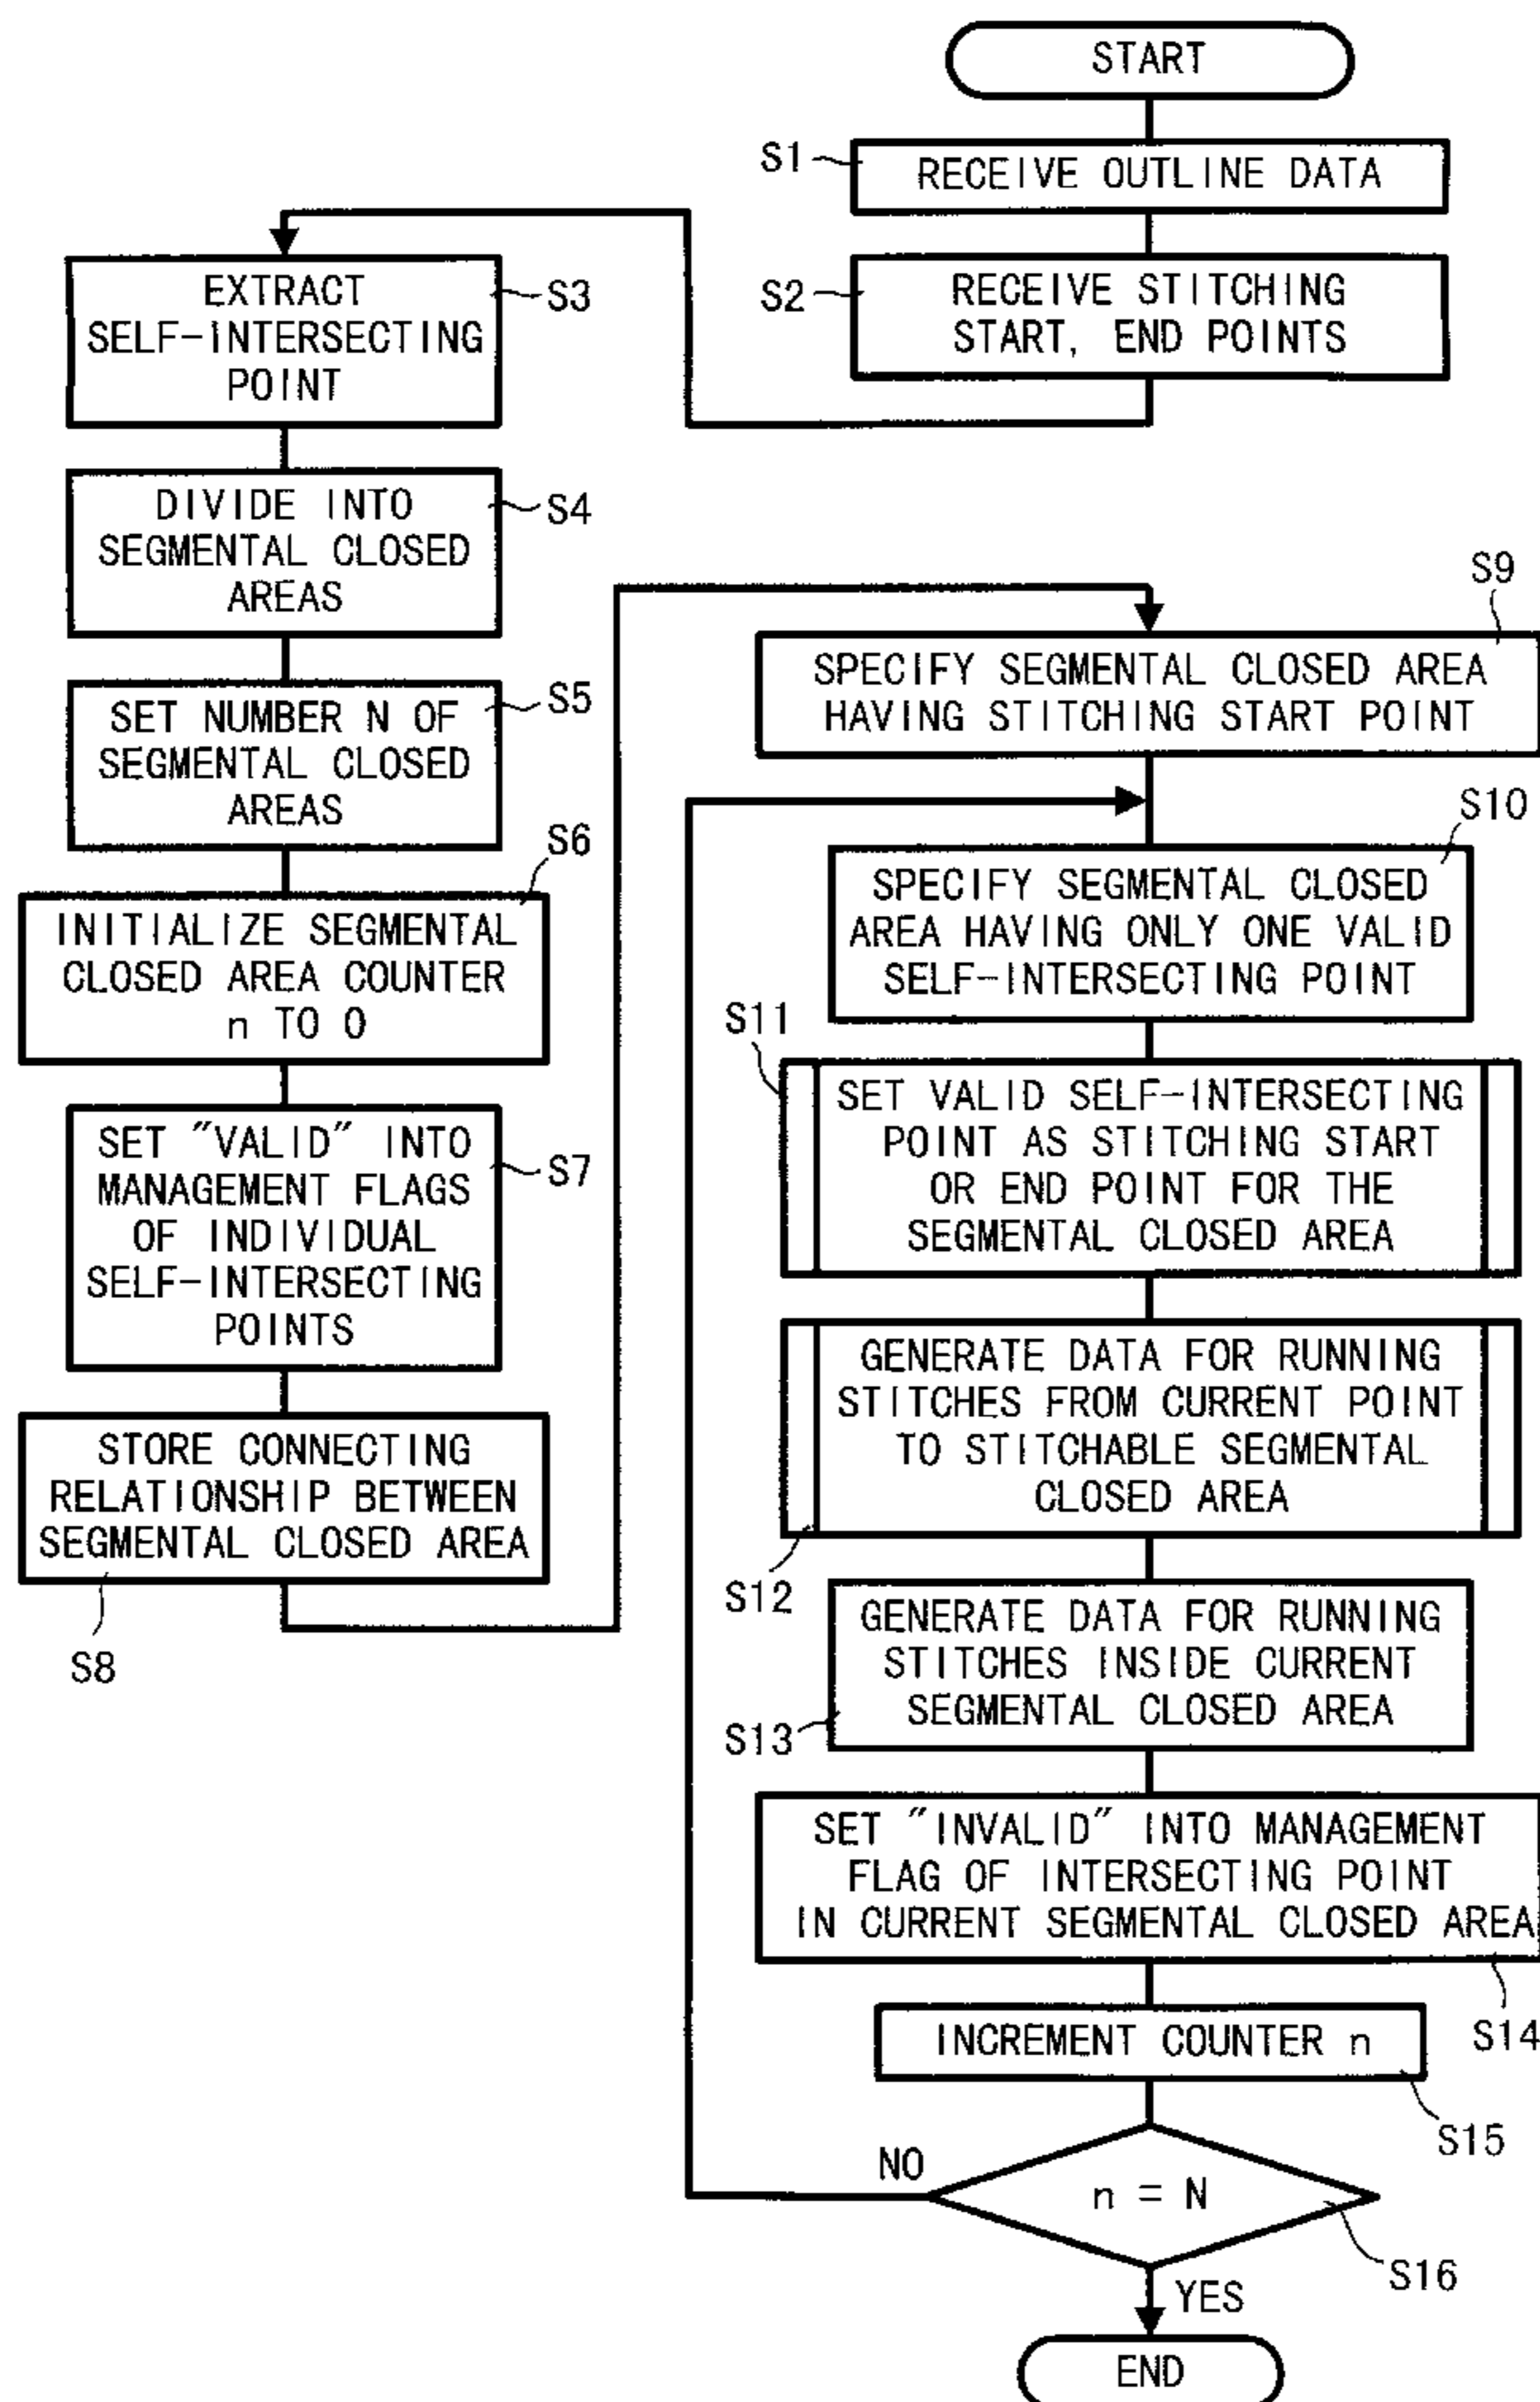 START
S1
RECEIVE OUTLINE DATA
S2
RECEIVE STITCHING
START, END POINTS
EXTRACT
SELF-INTERSECTING
POINT
S3
DIVIDE INTO
SEGMENTAL CLOSED
AREAS
S4
SET NUMBER N OF
SEGMENTAL CLOSED
AREAS
S5
S6
INITIALIZE SEGMENTAL
CLOSED AREA COUNTER
n TO 0
SET "VALID" INTO
MANAGEMENT FLAGS
OF INDIVIDUAL
SELF-INTERSECTING
POINTS
S7
STORE CONNECTING
RELATIONSHIP BETWEEN
SEGMENTAL CLOSED AREA
S8
S9
SPECIFY SEGMENTAL CLOSED AREA
HAVING STITCHING START POINT
S10
SPECIFY SEGMENTAL CLOSED
AREA HAVING ONLY ONE VALID
SELF-INTERSECTING POINT
S11
SET VALID SELF-INTERSECTING
POINT AS STITCHING START
OR END POINT FOR THE
SEGMENTAL CLOSED AREA
GENERATE DATA FOR RUNNING
STITCHES FROM CURRENT POINT
TO STITCHABLE SEGMENTAL
CLOSED AREA
S12
GENERATE DATA FOR RUNNING
STITCHES INSIDE CURRENT
SEGMENTAL CLOSED AREA
S13
SET "INVALID" INTO MANAGEMENT
FLAG OF INTERSECTING POINT
IN CURRENT SEGMENTAL CLOSED AREA
S14
INCREMENT COUNTER n
S15
NO
n = N
S16
YES
END